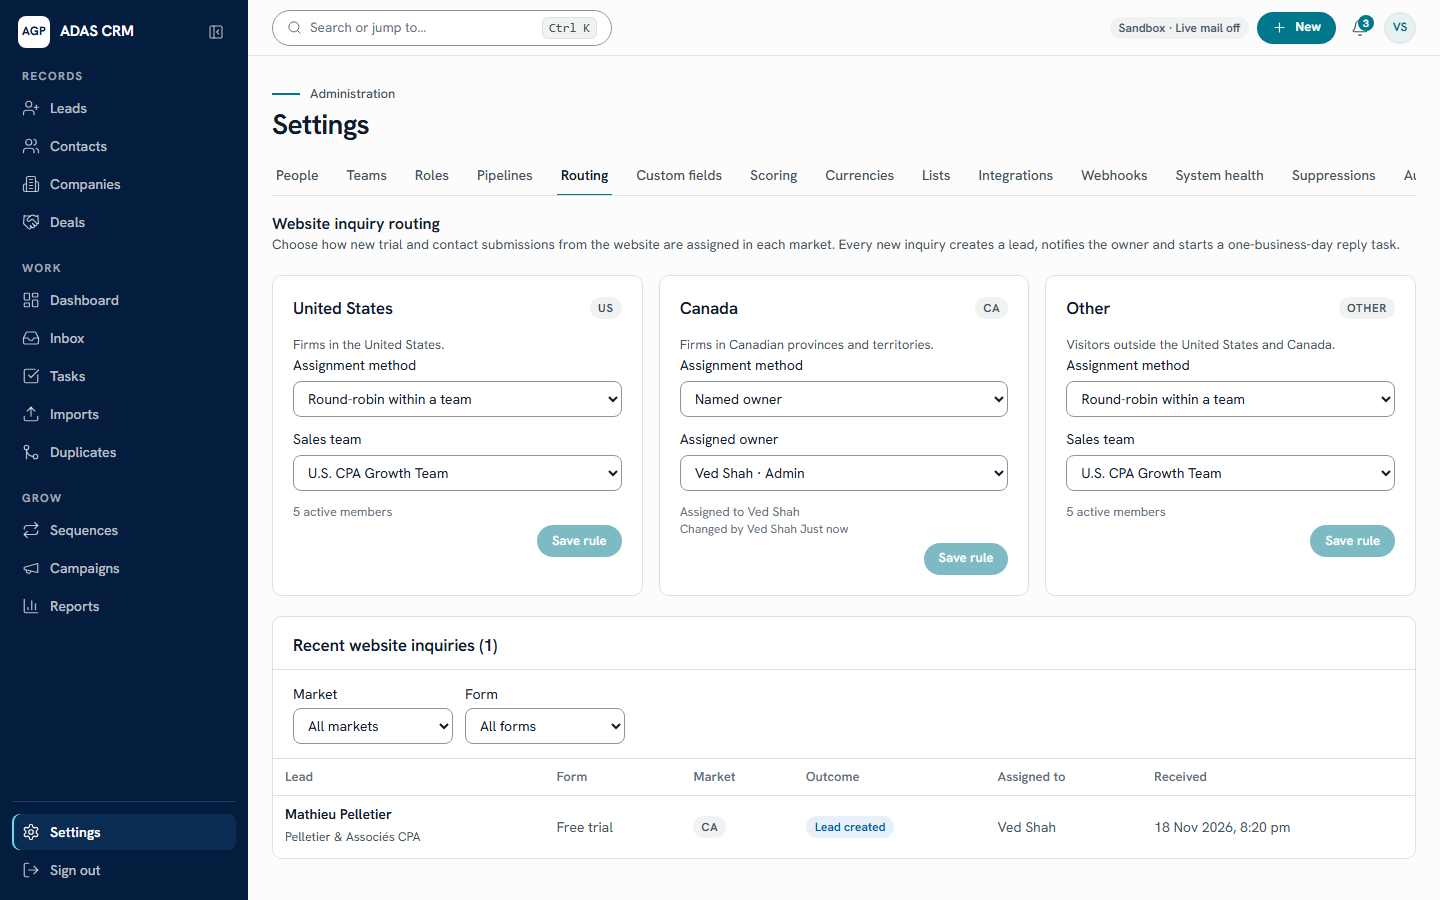 AGP
ADAS CRM
RECORDS
Leads
Contacts
Companies
Deals
WORK
Dashboard
Inbox
Tasks
Imports
Duplicates
GROW
Sequences
Campaigns
Reports
Settings
Sign out
Search or jump to...
Ctrl K
Sandbox · Live mail off
New
3
VS
Administration
Settings
People
Teams
Roles
Pipelines
Routing
Custom fields
Scoring
Currencies
Lists
Integrations
Webhooks
System health
Suppressions
Au
Website inquiry routing
Choose how new trial and contact submissions from the website are assigned in each market. Every new inquiry creates a lead, notifies the owner and starts a one-business-day reply task.
United States
US
Firms in the United States.
Assignment method
Round-robin within a team
Sales team
U.S. CPA Growth Team
5 active members
Save rule
Canada
CA
Firms in Canadian provinces and territories.
Assignment method
Named owner
Assigned owner
Ved Shah · Admin
Assigned to Ved Shah
Changed by Ved Shah Just now
Save rule
Other
OTHER
Visitors outside the United States and Canada.
Assignment method
Round-robin within a team
Sales team
U.S. CPA Growth Team
5 active members
Save rule
Recent website inquiries (1)
Market
All markets
Form
All forms
Lead
Form
Market
Outcome
Assigned to
Received
Mathieu Pelletier
Pelletier & Associés CPA
Free trial
CA
Lead created
Ved Shah
18 Nov 2026, 8:20 pm